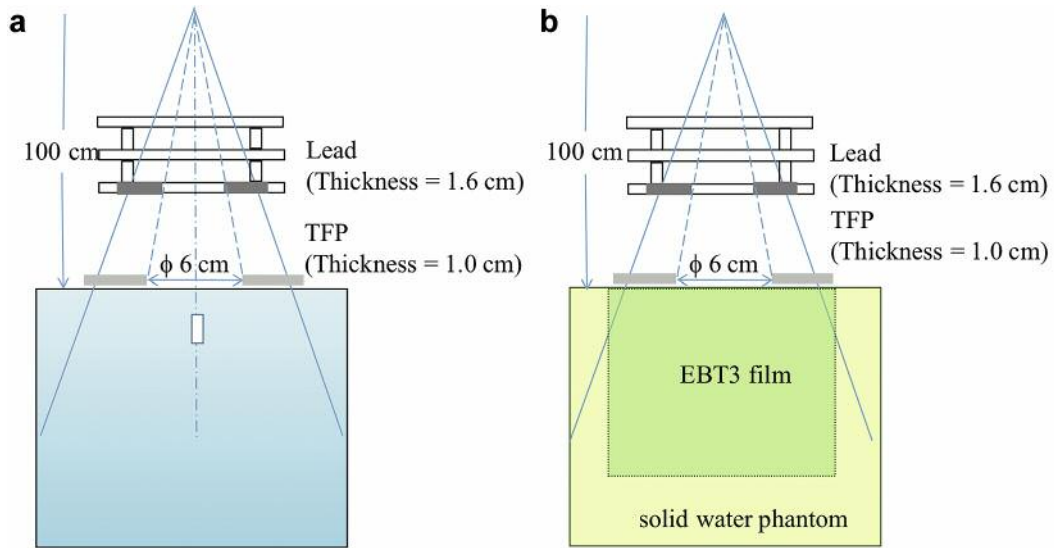 a
100 cm
Lead
(Thickness = 1.6 cm)
TFP
(Thickness = 1.0 cm)
ϕ 6 cm
b
100 cm
Lead
(Thickness = 1.6 cm)
TFP
(Thickness = 1.0 cm)
ϕ 6 cm
EBT3 film
solid water phantom